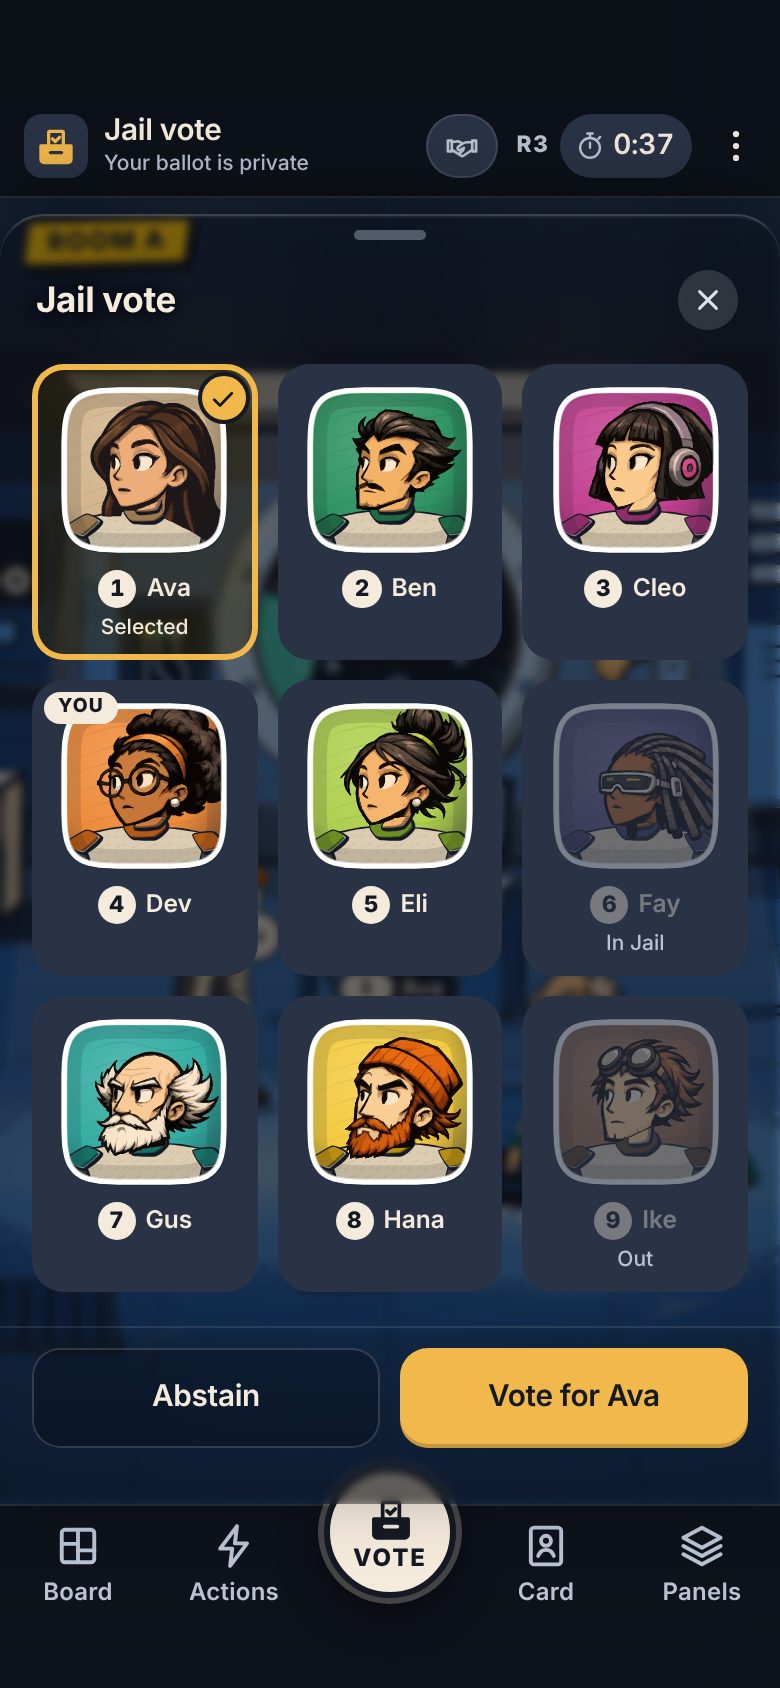 Jail vote
Your ballot is private
R3
0:37
ROOM A
Jail vote
1 Ava
Selected
2 Ben
3 Cleo
YOU
4 Dev
5 Eli
6 Fay
In Jail
7 Gus
8 Hana
9 Ike
Out
Abstain
Vote for Ava
Board
Actions
VOTE
Card
Panels